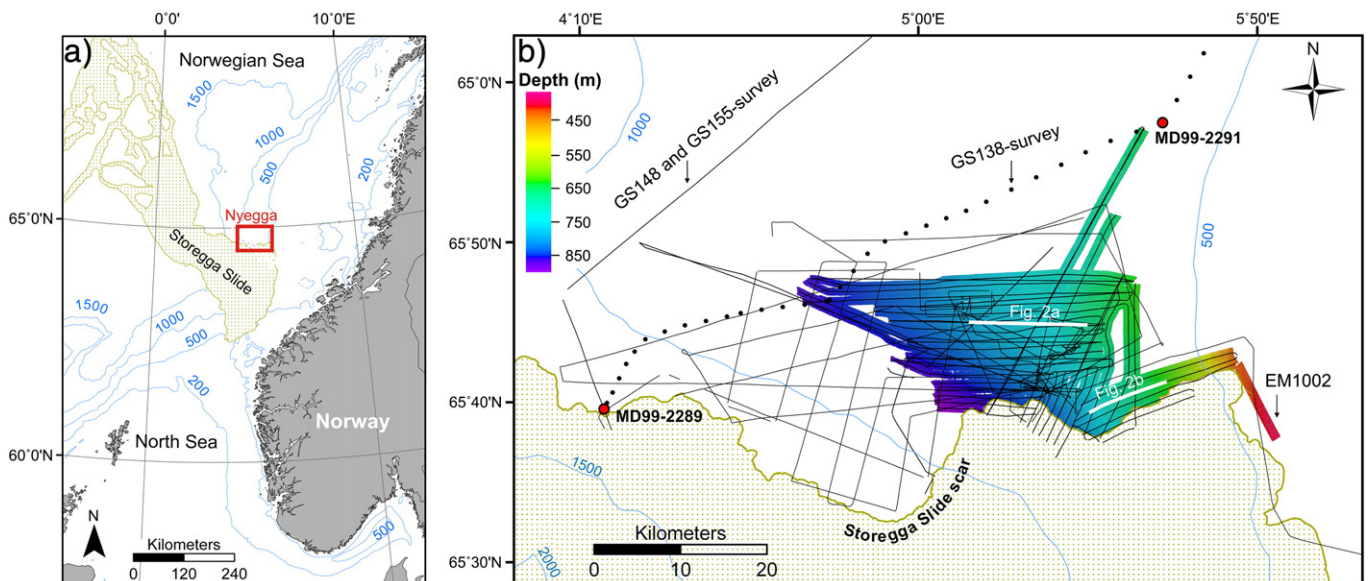 0°0'
10°0'E
a)
Norwegian Sea
1500
1000
500
200
65°0'N
Nyegga
Storegga Slide
1500
1000
500
200
Norway
North Sea
60°0'N
500
N
Kilometers
0 120 240
4°10'E
5°00'E
5°50'E
b)
N
65°0'N
Depth (m)
450
550
650
750
850
1000
GS148 and GS155-survey
GS138-survey
MD99-2291
500
65°50'N
Fig. 2a
Fig. 2b
EM1002
65°40'N
MD99-2289
1500
Storegga Slide scar
Kilometers
0 10 20
65°30'N
2000